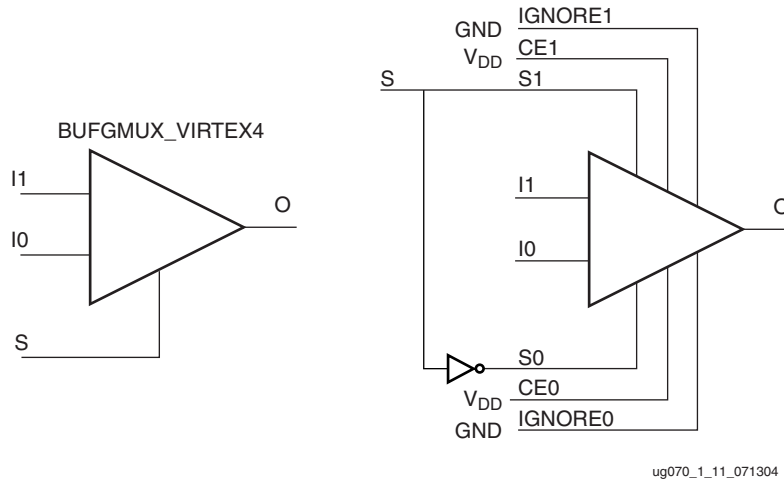 BUFGMUX_VIRTEX4
I1
I0
S
O
GND IGNORE1
VDD CE1
S S1
I1
I0
O
S0
VDD CE0
GND IGNORE0
ug070_1_11_071304